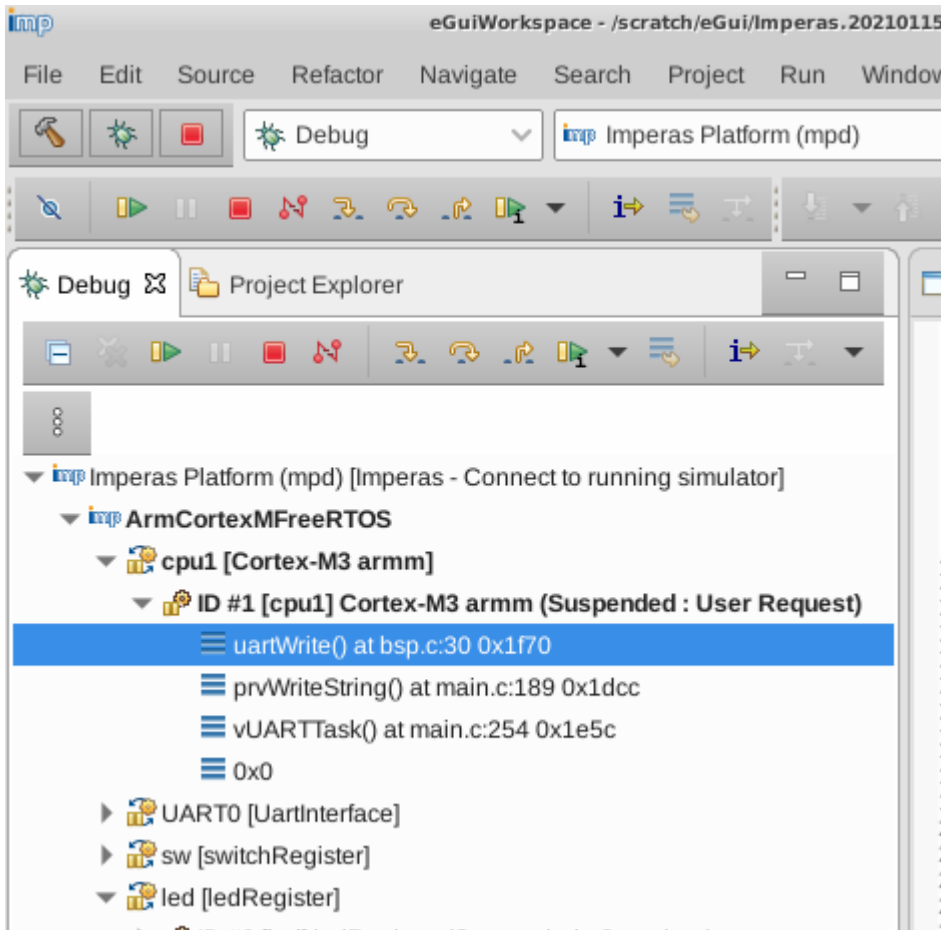 imp eGuiWorkspace - /scratch/eGui/Imperas.20210115
File Edit Source Refactor Navigate Search Project Run Window
Debug imp Imperas Platform (mpd)
i i
Debug Project Explorer
i i
imp Imperas Platform (mpd) [Imperas - Connect to running simulator]
imp ArmCortexMFreeRTOS
cpu1 [Cortex-M3 armm]
ID #1 [cpu1] Cortex-M3 armm (Suspended : User Request)
uartWrite() at bsp.c:30 0x1f70
prvWriteString() at main.c:189 0x1dcc
vUARTTask() at main.c:254 0x1e5c
0x0
UART0 [UartInterface]
sw [switchRegister]
led [ledRegister]